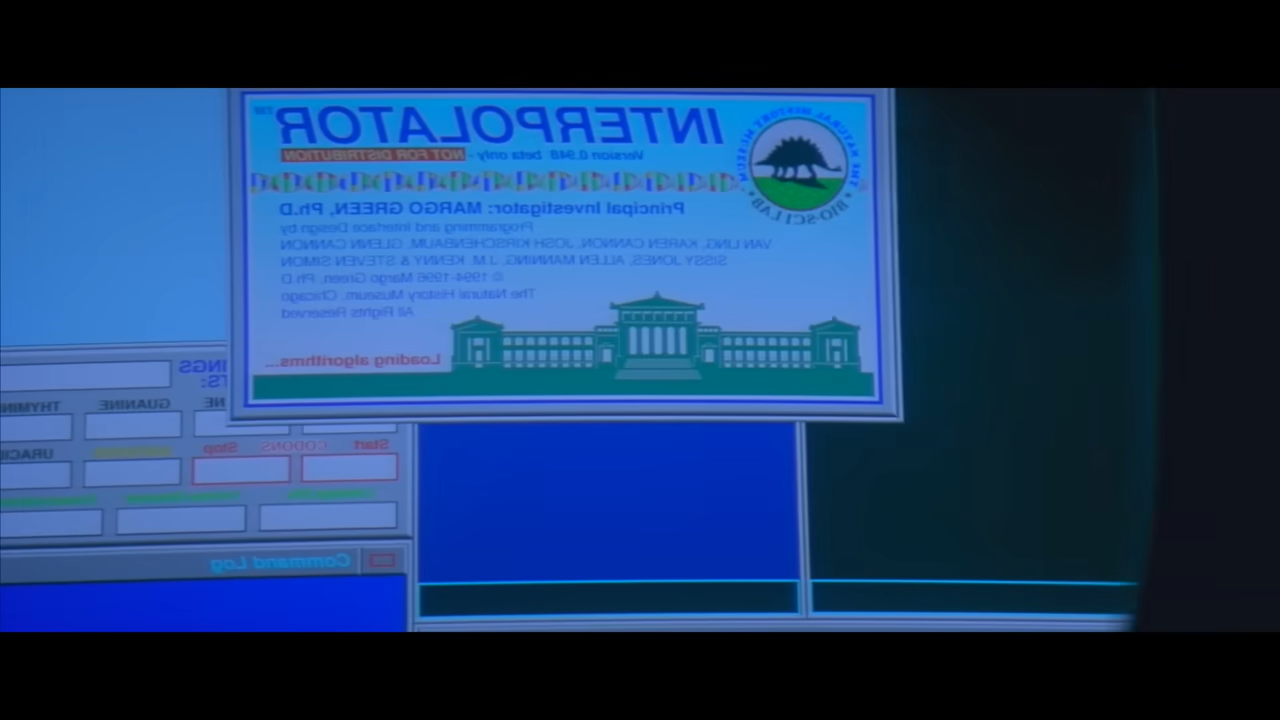 INTERPOLATOR™
Version 0.948 beta only - NOT FOR DISTRIBUTION
THE NATURAL HISTORY MUSEUM
BIO-SCI LAB
Principal Investigator: MARGO GREEN, Ph.D.
Programming and Interface Design by
VAN LING, KAREN CANNON, JOSH KIRSCHENBAUM, GLENN CANNON
SISSY JONES, ALLEN MANNING, J.M. KENNY & STEVEN SIMON
© 1994-1996 Margo Green, Ph.D.
The Natural History Museum, Chicago
All Rights Reserved
Loading algorithms...
GUANINE THYMIN
Start CODONS Stop URACIL
Command Log